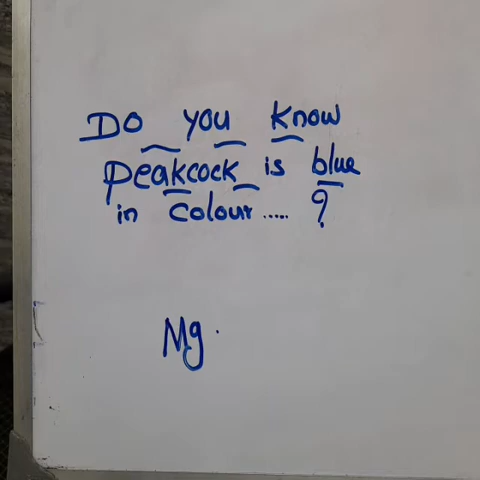 Do you know
peakcock is blue
in colour ..... ?
Mg.